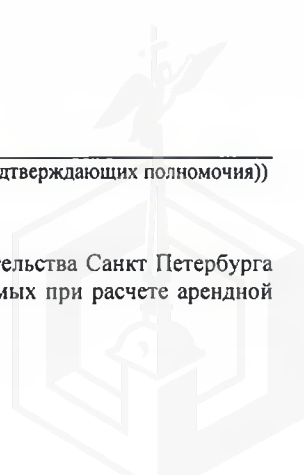 дтверждающих полномочия))
тельства Санкт Петербурга
мых при расчете арендной